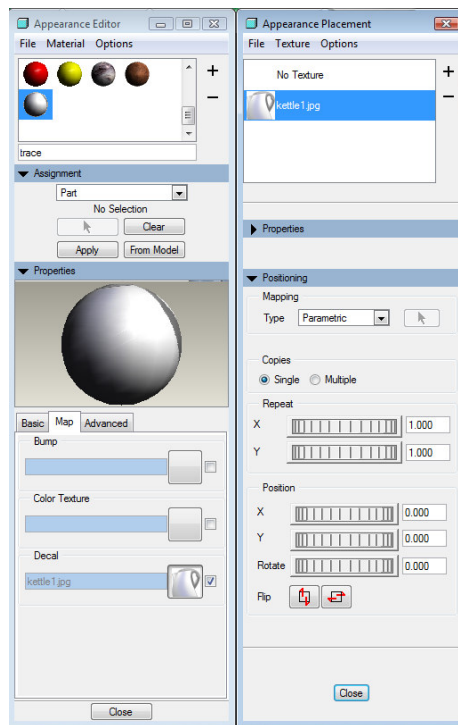 Appearance Editor
File Material Options
+
−
trace
Assignment
Part
No Selection
Clear
Apply From Model
Properties
Basic Map Advanced
Bump
Color Texture
Decal
kettle1.jpg
Close
Appearance Placement
File Texture Options
No Texture
+
kettle1.jpg
−
Properties
Positioning
Mapping
Type Parametric
Copies
Single Multiple
Repeat
X 1.000
Y 1.000
Position
X 0.000
Y 0.000
Rotate 0.000
Flip
Close